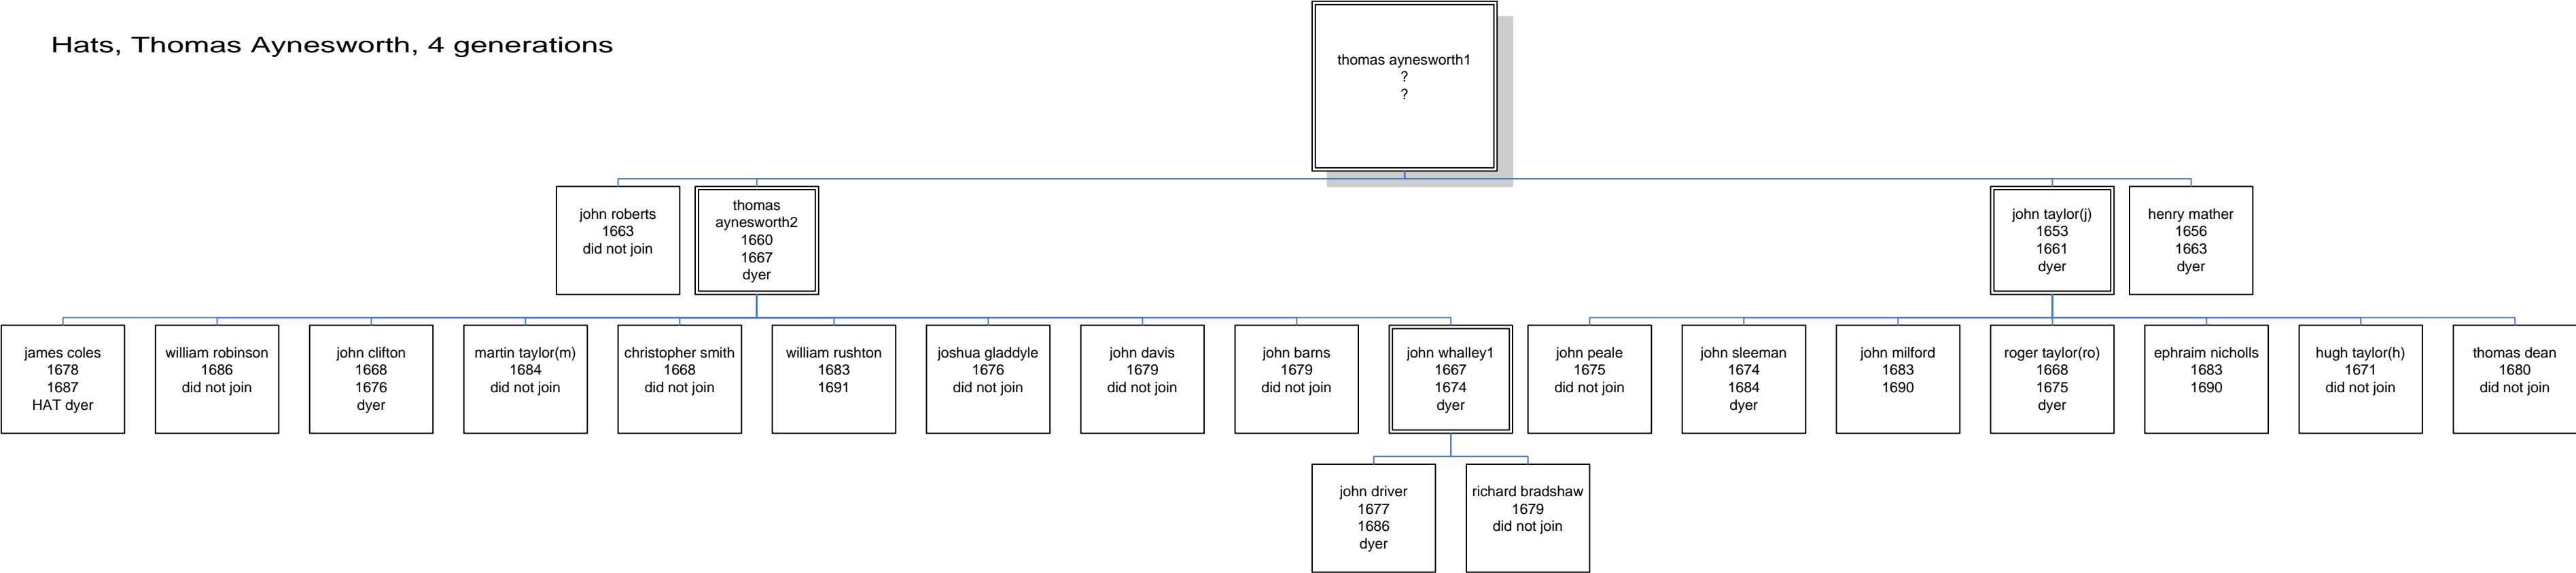 Hats, Thomas Aynesworth, 4 generations
thomas aynesworth1
?
?
john roberts
1663
did not join
thomas
aynesworth2
1660
1667
dyer
john taylor(j)
1653
1661
dyer
henry mather
1656
1663
dyer
james coles
1678
1687
HAT dyer
william robinson
1686
did not join
john clifton
1668
1676
dyer
martin taylor(m)
1684
did not join
christopher smith
1668
did not join
william rushton
1683
1691
joshua gladdyle
1676
did not join
john davis
1679
did not join
john barns
1679
did not join
john whalley1
1667
1674
dyer
john peale
1675
did not join
john sleeman
1674
1684
dyer
john milford
1683
1690
roger taylor(ro)
1668
1675
dyer
ephraim nicholls
1683
1690
hugh taylor(h)
1671
did not join
thomas dean
1680
did not join
john driver
1677
1686
dyer
richard bradshaw
1679
did not join